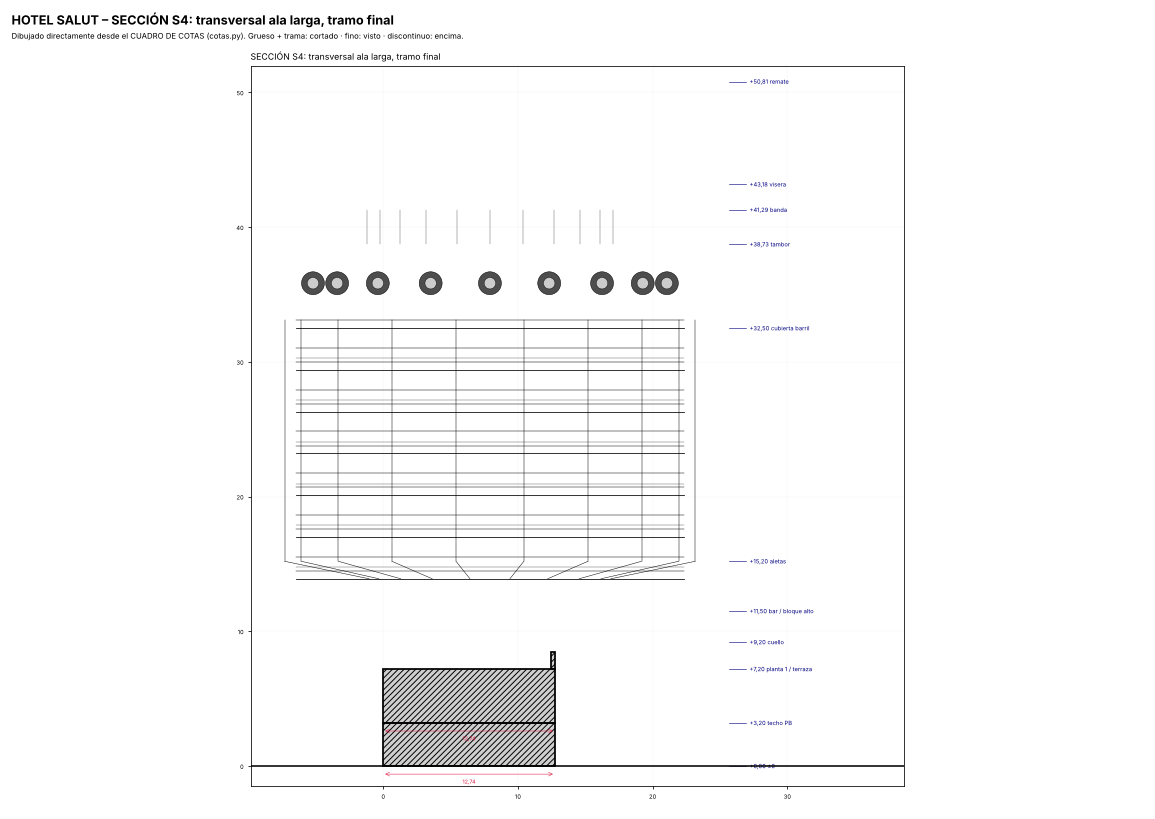 HOTEL SALUT – SECCIÓN S4: transversal ala larga, tramo final
Dibujado directamente desde el CUADRO DE COTAS (cotas.py). Grueso + trama: cortado · fino: visto · discontinuo: encima.
SECCIÓN S4: transversal ala larga, tramo final
+50,81 remate
50
+43,18 visera
+41,29 banda
40
+38,73 tambor
+32,50 cubierta barril
30
20
+15,20 aletas
+11,50 bar / bloque alto
10
+9,20 cuello
+7,20 planta 1 / terraza
+3,20 techo PB
0
12,74
0
10
20
30